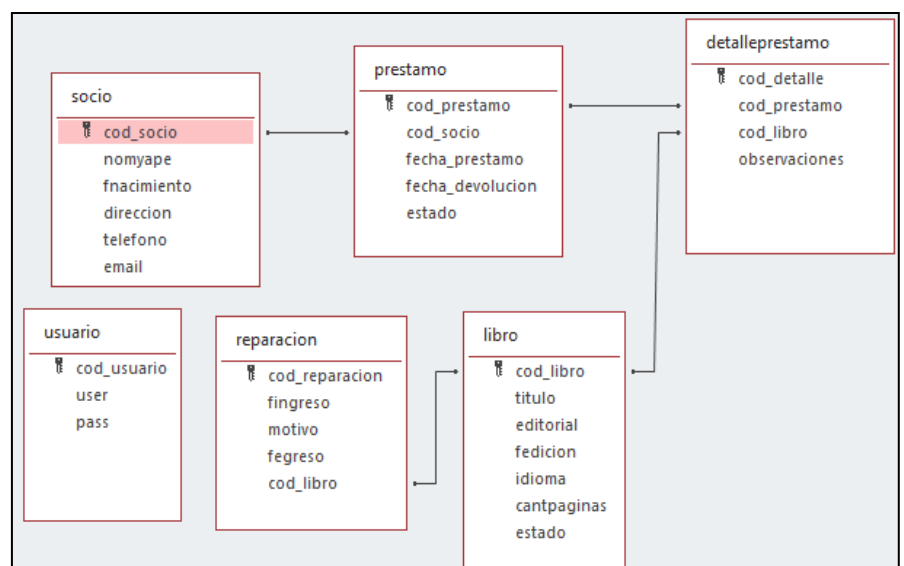 socio
cod_socio
nomyape
fnacimiento
direccion
telefono
email
prestamo
cod_prestamo
cod_socio
fecha_prestamo
fecha_devolucion
estado
detalleprestamo
cod_detalle
cod_prestamo
cod_libro
observaciones
usuario
cod_usuario
user
pass
reparacion
cod_reparacion
fingreso
motivo
fegreso
cod_libro
libro
cod_libro
titulo
editorial
fedicion
idioma
cantpaginas
estado